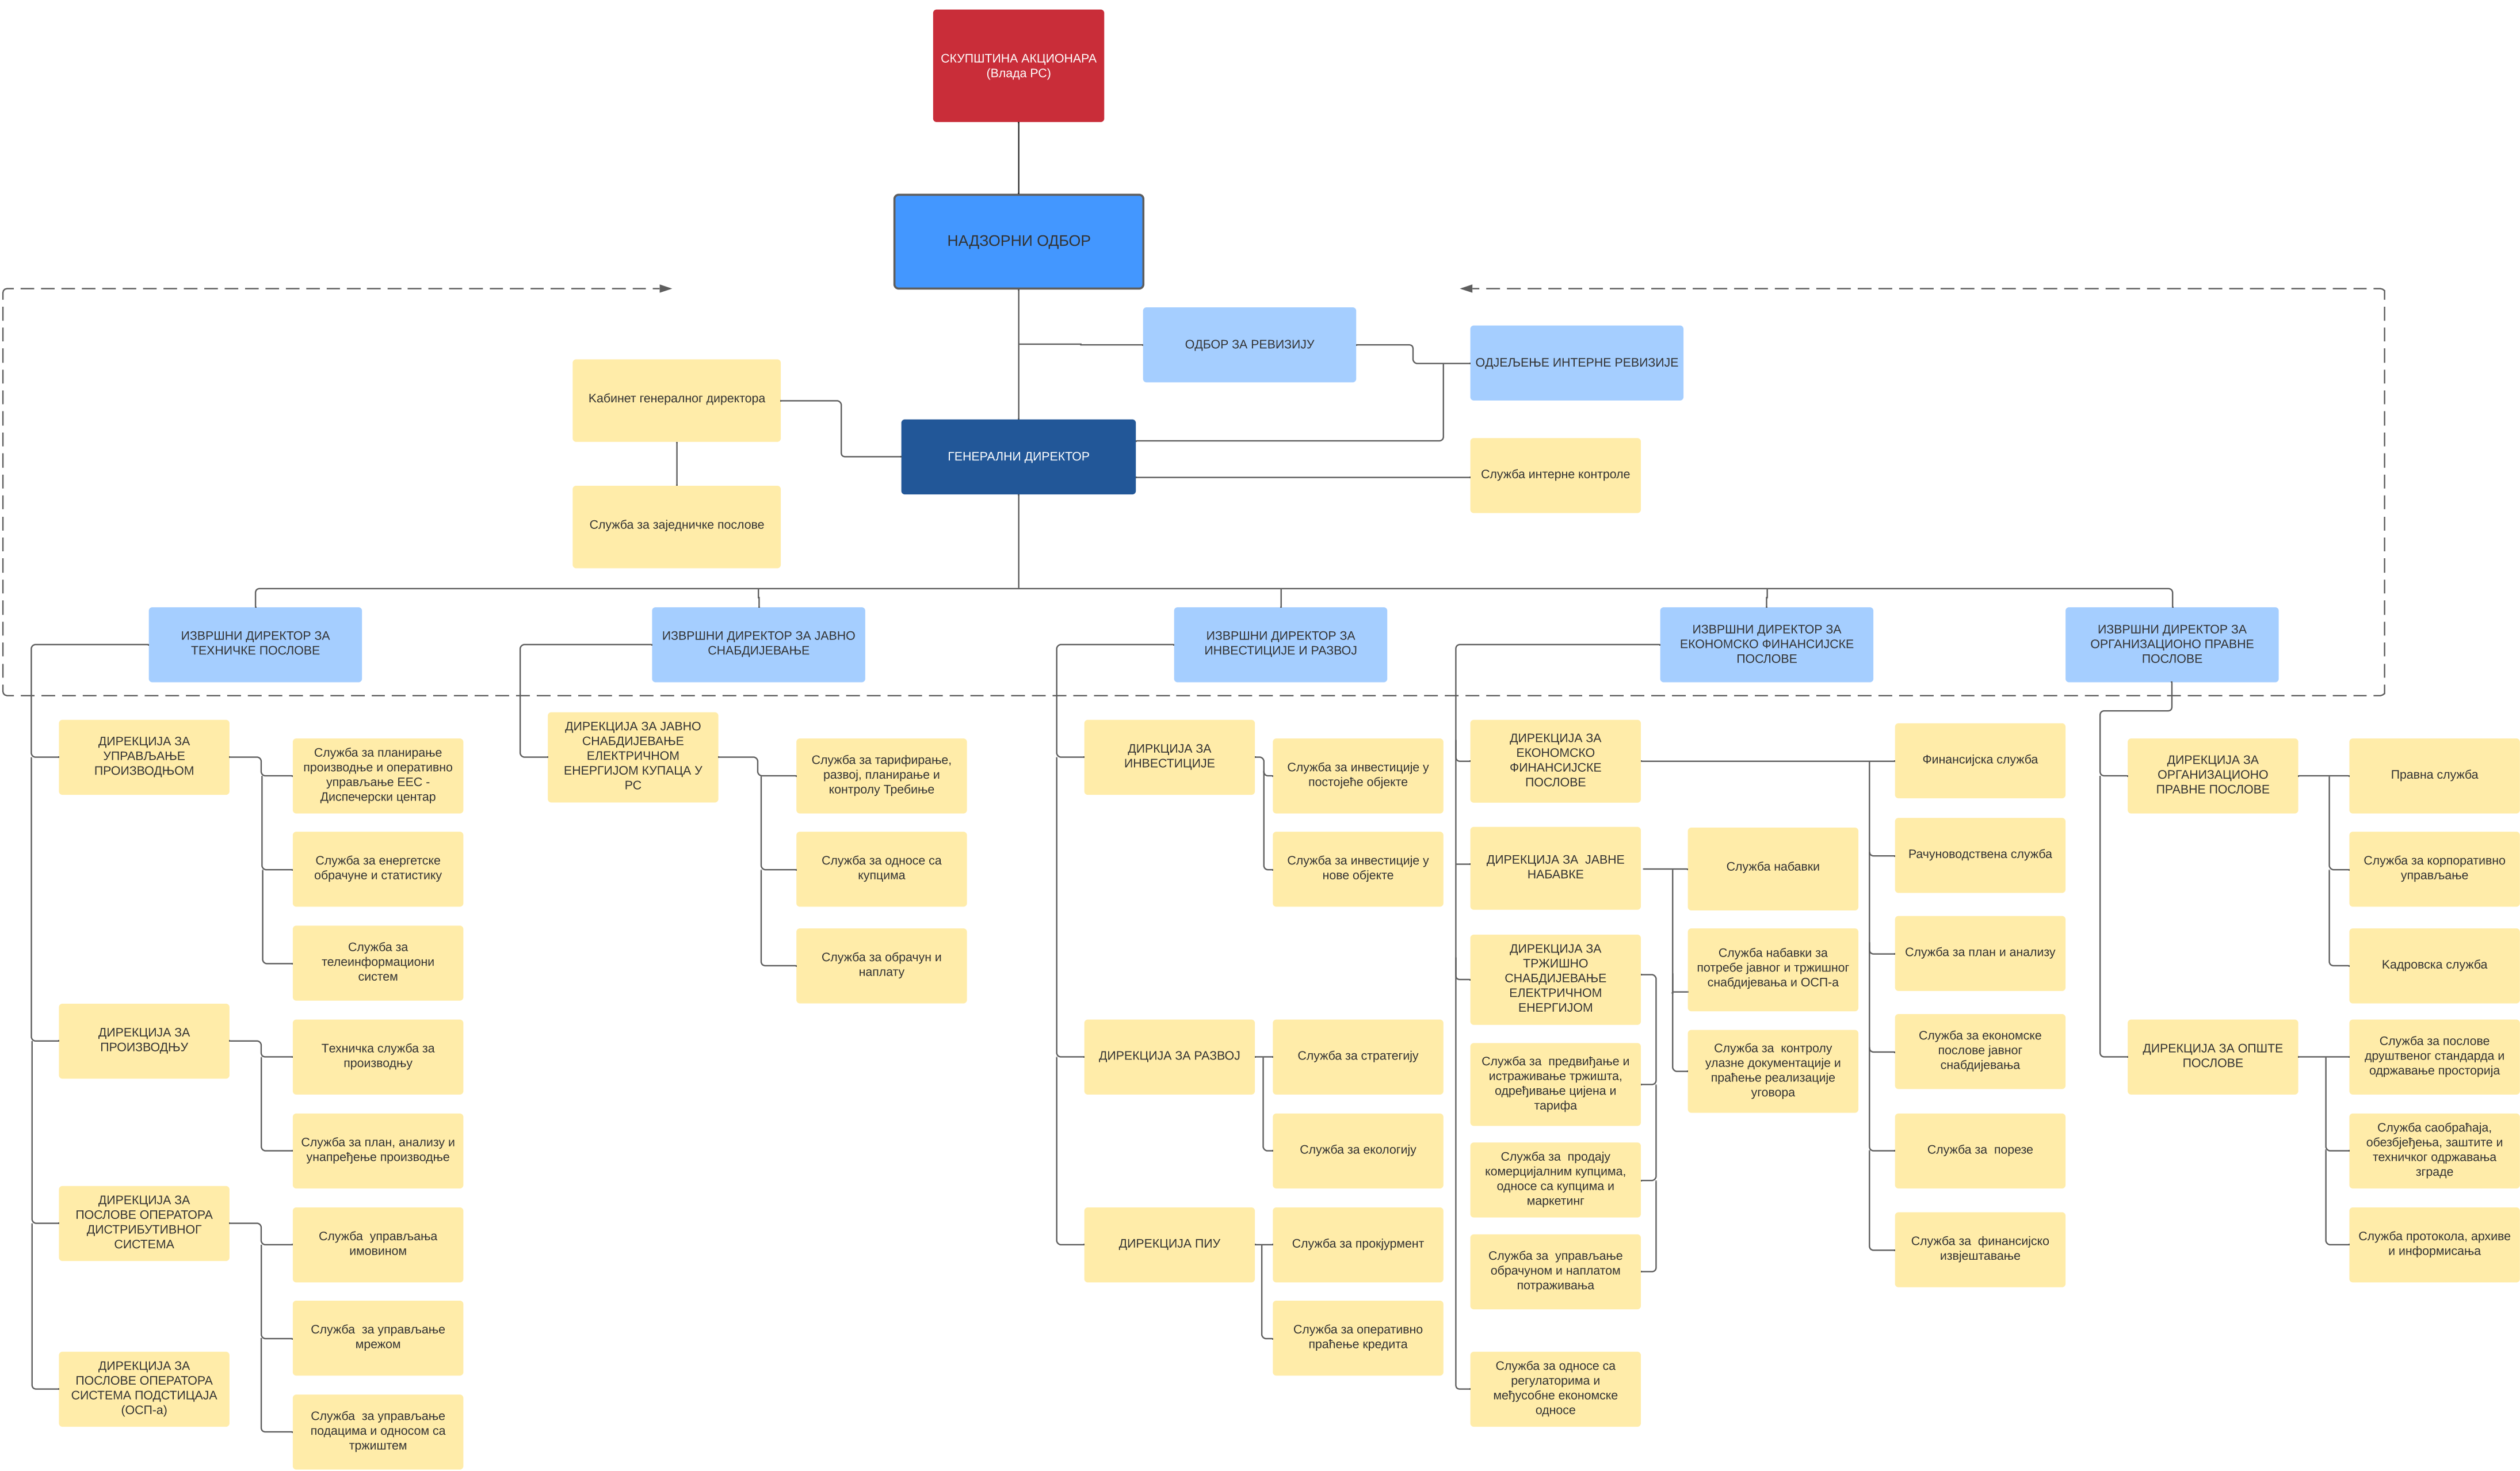 СКУПШТИНА АКЦИОНАРА
(Влада РС)
НАДЗОРНИ ОДБОР
ОДБОР ЗА РЕВИЗИЈУ
ОДЈЕЉЕЊЕ ИНТЕРНЕ РЕВИЗИЈЕ
Кабинет генералног директора
ГЕНЕРАЛНИ ДИРЕКТОР
Служба интерне контроле
Служба за заједничке послове
ИЗВРШНИ ДИРЕКТОР ЗА
ТЕХНИЧКЕ ПОСЛОВЕ
ИЗВРШНИ ДИРЕКТОР ЗА ЈАВНО
СНАБДИЈЕВАЊЕ
ИЗВРШНИ ДИРЕКТОР ЗА
ИНВЕСТИЦИЈЕ И РАЗВОЈ
ИЗВРШНИ ДИРЕКТОР ЗА
ЕКОНОМСКО ФИНАНСИЈСКЕ
ПОСЛОВЕ
ИЗВРШНИ ДИРЕКТОР ЗА
ОРГАНИЗАЦИОНО ПРАВНЕ
ПОСЛОВЕ
ДИРЕКЦИЈА ЗА
УПРАВЉАЊЕ
ПРОИЗВОДЊОМ
Служба за планирање
производње и оперативно
управљање ЕЕС -
Диспечерски центар
Служба за енергетске
обрачуне и статистику
Служба за
телеинформациони
систем
ДИРЕКЦИЈА ЗА
ПРОИЗВОДЊУ
Техничка служба за
производњу
Служба за план, анализу и
унапређење производње
ДИРЕКЦИЈА ЗА
ПОСЛОВЕ ОПЕРАТОРА
ДИСТРИБУТИВНОГ
СИСТЕМА
Служба  управљања
имовином
Служба  за управљање
мрежом
Служба  за управљање
подацима и односом са
тржиштем
ДИРЕКЦИЈА ЗА
ПОСЛОВЕ ОПЕРАТОРА
СИСТЕМА ПОДСТИЦАЈА
(ОСП-а)
ДИРЕКЦИЈА ЗА ЈАВНО
СНАБДИЈЕВАЊЕ
ЕЛЕКТРИЧНОМ
ЕНЕРГИЈОМ КУПАЦА У
РС
Служба за тарифирање,
развој, планирање и
контролу Требиње
Служба за односе са
купцима
Служба за обрачун и
наплату
ДИРКЦИЈА ЗА
ИНВЕСТИЦИЈЕ
Служба за инвестиције у
постојеће објекте
Служба за инвестиције у
нове објекте
ДИРЕКЦИЈА ЗА РАЗВОЈ
Служба за стратегију
Служба за екологију
ДИРЕКЦИЈА ПИУ
Служба за прокјурмент
Служба за оперативно
праћење кредита
ДИРЕКЦИЈА ЗА
ЕКОНОМСКО
ФИНАНСИЈСКЕ
ПОСЛОВЕ
Финансијска служба
Рачуноводствена служба
Служба за план и анализу
Служба за економске
послове јавног
снабдијевања
Служба за  порезе
Служба за  финансијско
извјештавање
ДИРЕКЦИЈА ЗА  ЈАВНЕ
НАБАВКЕ
Служба набавки
Служба набавки за
потребе јавног и тржишног
снабдијевања и ОСП-а
Служба за  контролу
улазне документације и
праћење реализације
уговора
ДИРЕКЦИЈА ЗА
ТРЖИШНО
СНАБДИЈЕВАЊЕ
ЕЛЕКТРИЧНОМ
ЕНЕРГИЈОМ
Служба за  предвиђање и
истраживање тржишта,
одређивање цијена и
тарифа
Служба за  продају
комерцијалним купцима,
односе са купцима и
маркетинг
Служба за  управљање
обрачуном и наплатом
потраживања
Служба за односе са
регулаторима и
међусобне економске
односе
ДИРЕКЦИЈА ЗА
ОРГАНИЗАЦИОНО
ПРАВНЕ ПОСЛОВЕ
Правна служба
Служба за корпоративно
управљање
Кадровска служба
ДИРЕКЦИЈА ЗА ОПШТЕ
ПОСЛОВЕ
Служба за послове
друштвеног стандарда и
одржавање просторија
Служба саобраћаја,
обезбјеђења, заштите и
техничког одржавања
зграде
Служба протокола, архиве
и информисања